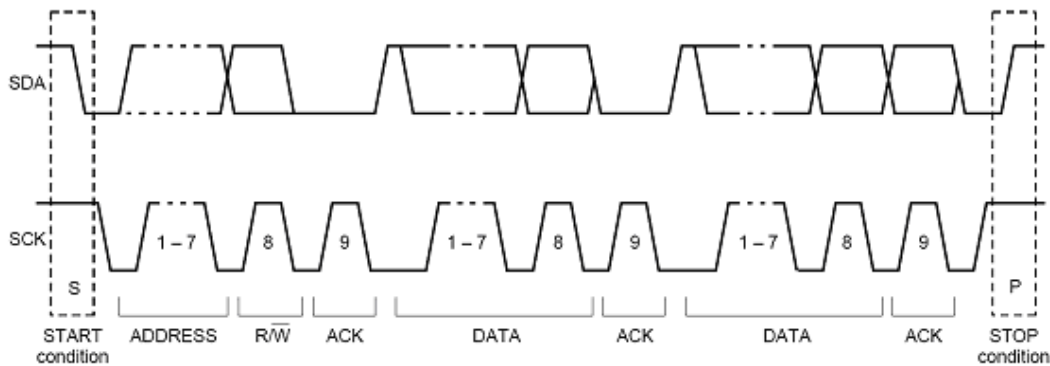 SDA
SCK
1 – 7 8 9 1 – 7 8 9 1 – 7 8 9
S P
START condition ADDRESS R/W̅ ACK DATA ACK DATA ACK STOP condition